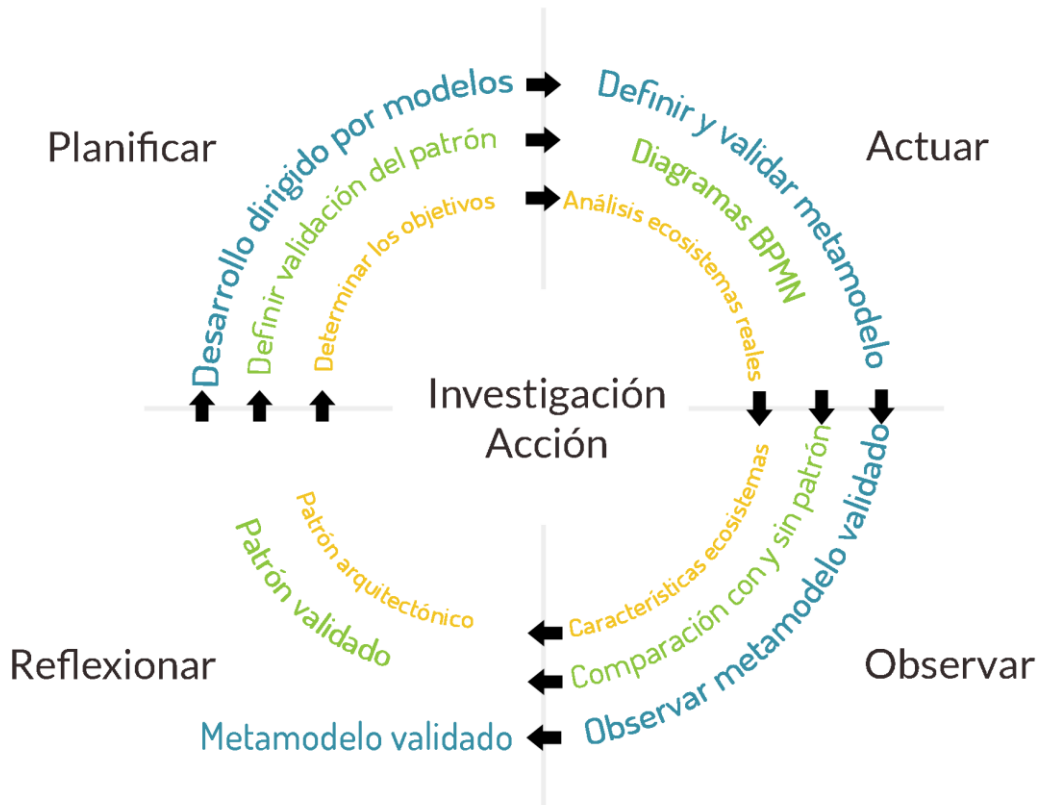 Planificar
Actuar
Desarrollo dirigido por modelos
Definir y validar metamodelo
Definir validación del patrón
Diagramas BPMN
Determinar los objetivos
Análisis ecosistemas reales
Investigación
Acción
Patrón arquitectónico
Características ecosistemas
Patrón validado
Comparación con y sin patrón
Metamodelo validado
Observar metamodelo validado
Reflexionar
Observar